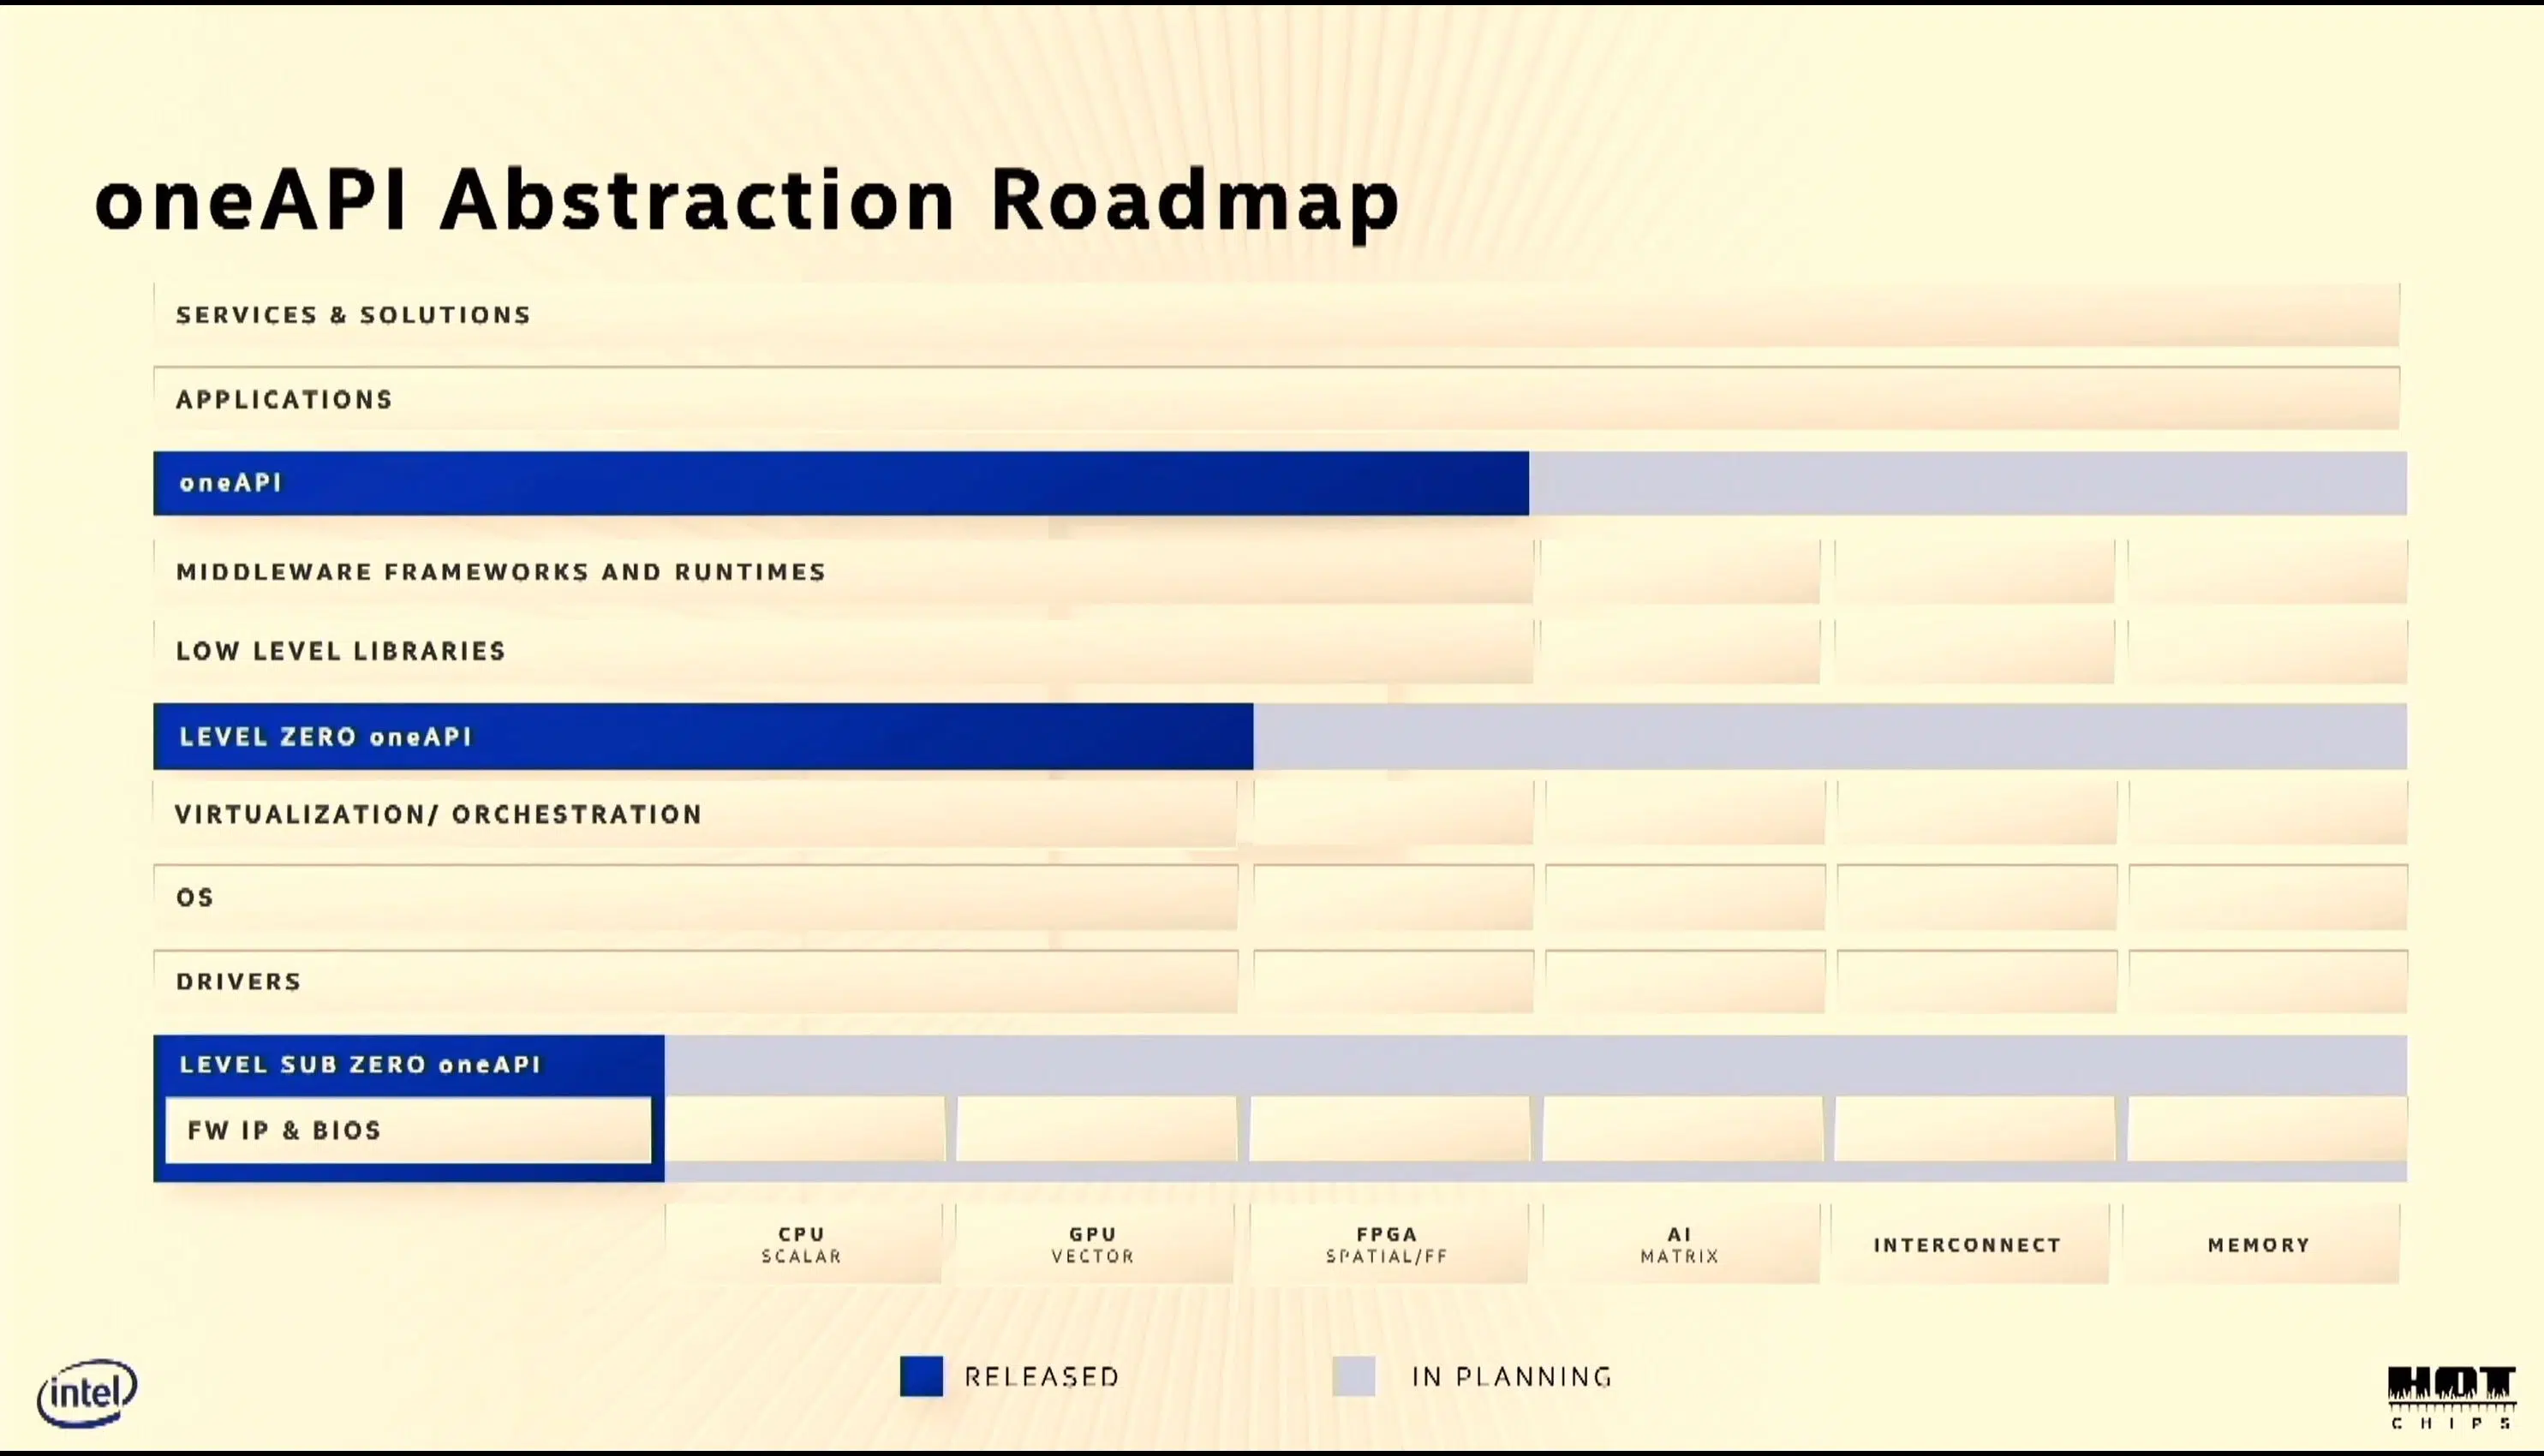 oneAPI Abstraction Roadmap
SERVICES & SOLUTIONS
APPLICATIONS
oneAPI
MIDDLEWARE FRAMEWORKS AND RUNTIMES
LOW LEVEL LIBRARIES
LEVEL ZERO oneAPI
VIRTUALIZATION/ ORCHESTRATION
OS
DRIVERS
LEVEL SUB ZERO oneAPI
FW IP & BIOS
CPU
SCALAR
GPU
VECTOR
FPGA
SPATIAL/FF
AI
MATRIX
INTERCONNECT
MEMORY
RELEASED
IN PLANNING
intel
HOT
CHIPS